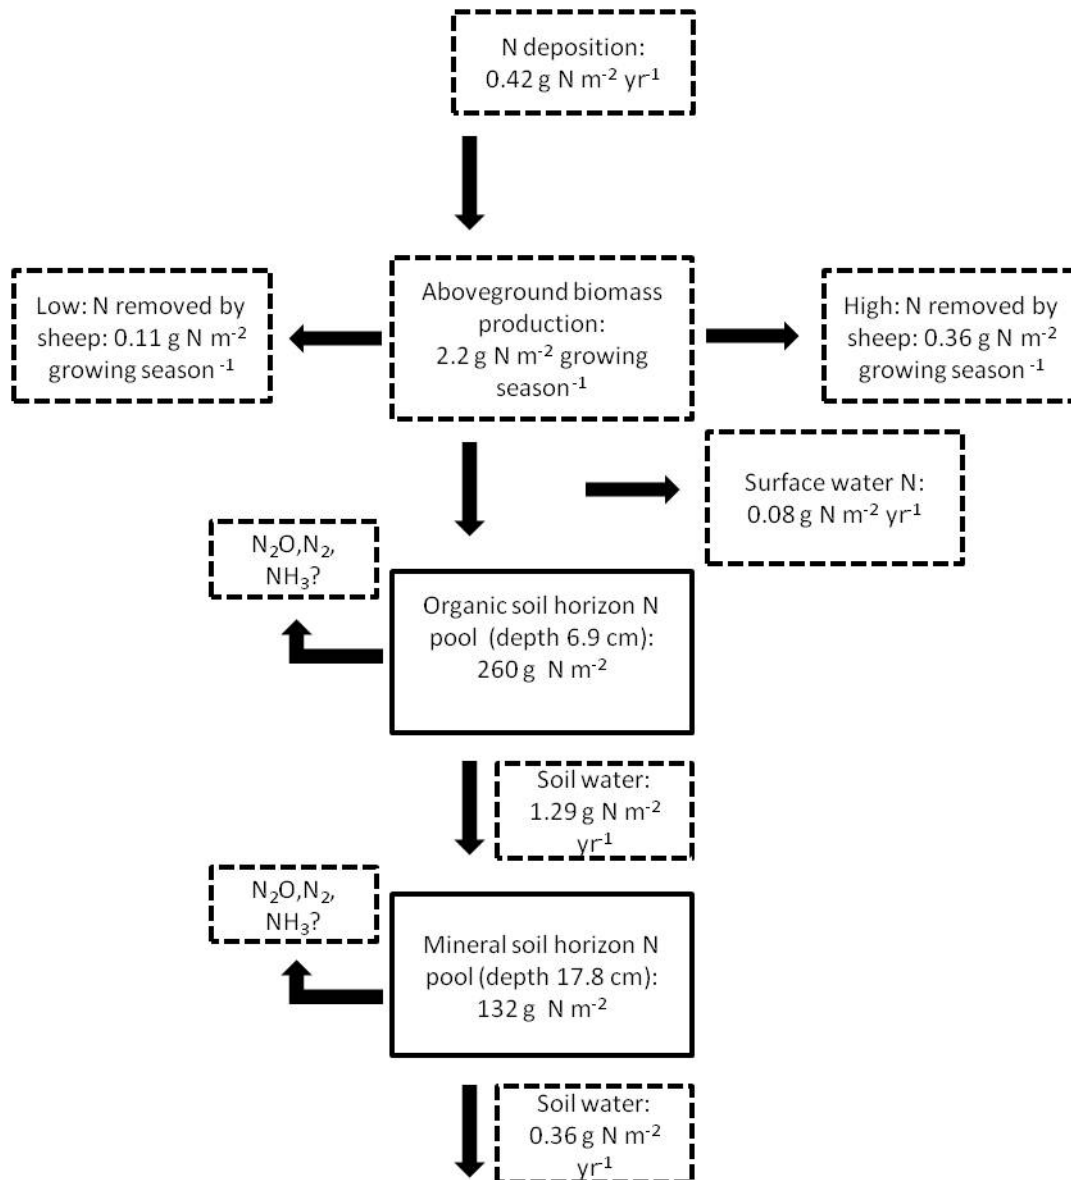 N deposition:
0.42 g N m⁻² yr⁻¹
Low: N removed by
sheep: 0.11 g N m⁻²
growing season⁻¹
Aboveground biomass
production:
2.2 g N m⁻² growing
season⁻¹
High: N removed by
sheep: 0.36 g N m⁻²
growing season⁻¹
Surface water N:
0.08 g N m⁻² yr⁻¹
N₂O,N₂,
NH₃?
Organic soil horizon N
pool (depth 6.9 cm):
260 g N m⁻²
Soil water:
1.29 g N m⁻²
yr⁻¹
N₂O,N₂,
NH₃?
Mineral soil horizon N
pool (depth 17.8 cm):
132 g N m⁻²
Soil water:
0.36 g N m⁻²
yr⁻¹